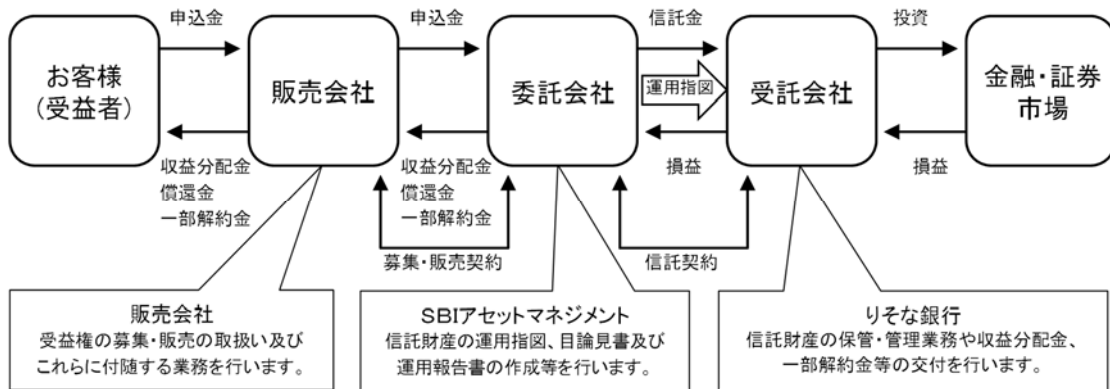 申込金
申込金
信託金
投資
お客様
(受益者)
販売会社
委託会社
運用指図
受託会社
金融・証券
市場
収益分配金
償還金
一部解約金
収益分配金
償還金
一部解約金
損益
損益
募集・販売契約
信託契約
販売会社
受益権の募集・販売の取扱い及び
これらに付随する業務を行います。
SBIアセットマネジメント
信託財産の運用指図、目論見書及び
運用報告書の作成等を行います。
りそな銀行
信託財産の保管・管理業務や収益分配金、
一部解約金等の交付を行います。